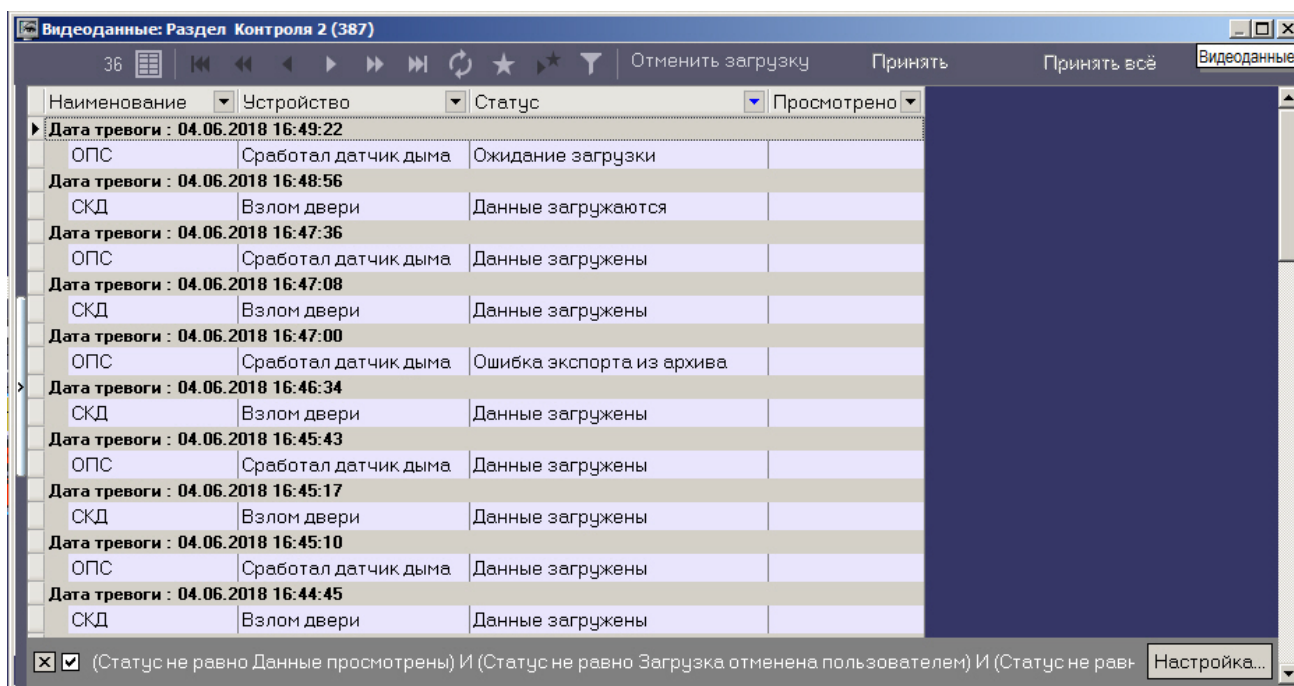 Видеоданные: Раздел Контроля 2 (387)
36 Отменить загрузку Принять Принять всё Видеоданные
Наименование Устройство Статус Просмотрено
Дата тревоги : 04.06.2018 16:49:22
ОПС Сработал датчик дыма Ожидание загрузки
Дата тревоги : 04.06.2018 16:48:56
СКД Взлом двери Данные загружаются
Дата тревоги : 04.06.2018 16:47:36
ОПС Сработал датчик дыма Данные загружены
Дата тревоги : 04.06.2018 16:47:08
СКД Взлом двери Данные загружены
Дата тревоги : 04.06.2018 16:47:00
ОПС Сработал датчик дыма Ошибка экспорта из архива
Дата тревоги : 04.06.2018 16:46:34
СКД Взлом двери Данные загружены
Дата тревоги : 04.06.2018 16:45:43
ОПС Сработал датчик дыма Данные загружены
Дата тревоги : 04.06.2018 16:45:17
СКД Взлом двери Данные загружены
Дата тревоги : 04.06.2018 16:45:10
ОПС Сработал датчик дыма Данные загружены
Дата тревоги : 04.06.2018 16:44:45
СКД Взлом двери Данные загружены
(Статус не равно Данные просмотрены) И (Статус не равно Загрузка отменена пользователем) И (Статус не равн Настройка...